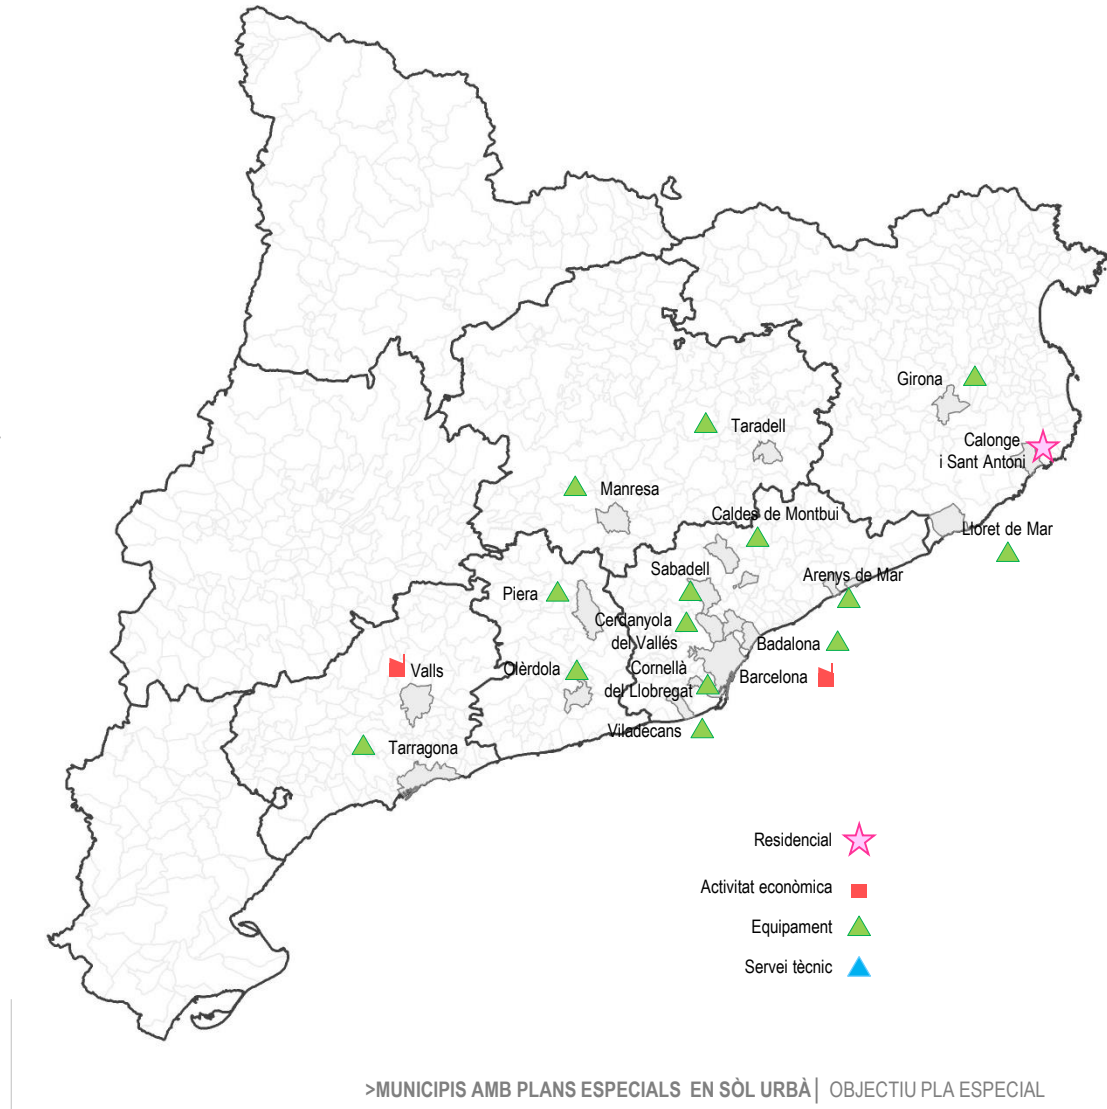 Girona
Taradell
Calonge
i Sant Antoni
Manresa
Caldes de Montbui
Lloret de Mar
Sabadell
Arenys de Mar
Piera
Cerdanyola
del Vallés
Badalona
Olèrdola
Cornellà
del Llobregat
Barcelona
Valls
Viladecans
Tarragona
Residencial
Activitat econòmica
Equipament
Servei tècnic
>MUNICIPIS AMB PLANS ESPECIALS EN SÒL URBÀ| OBJECTIU PLA ESPECIAL